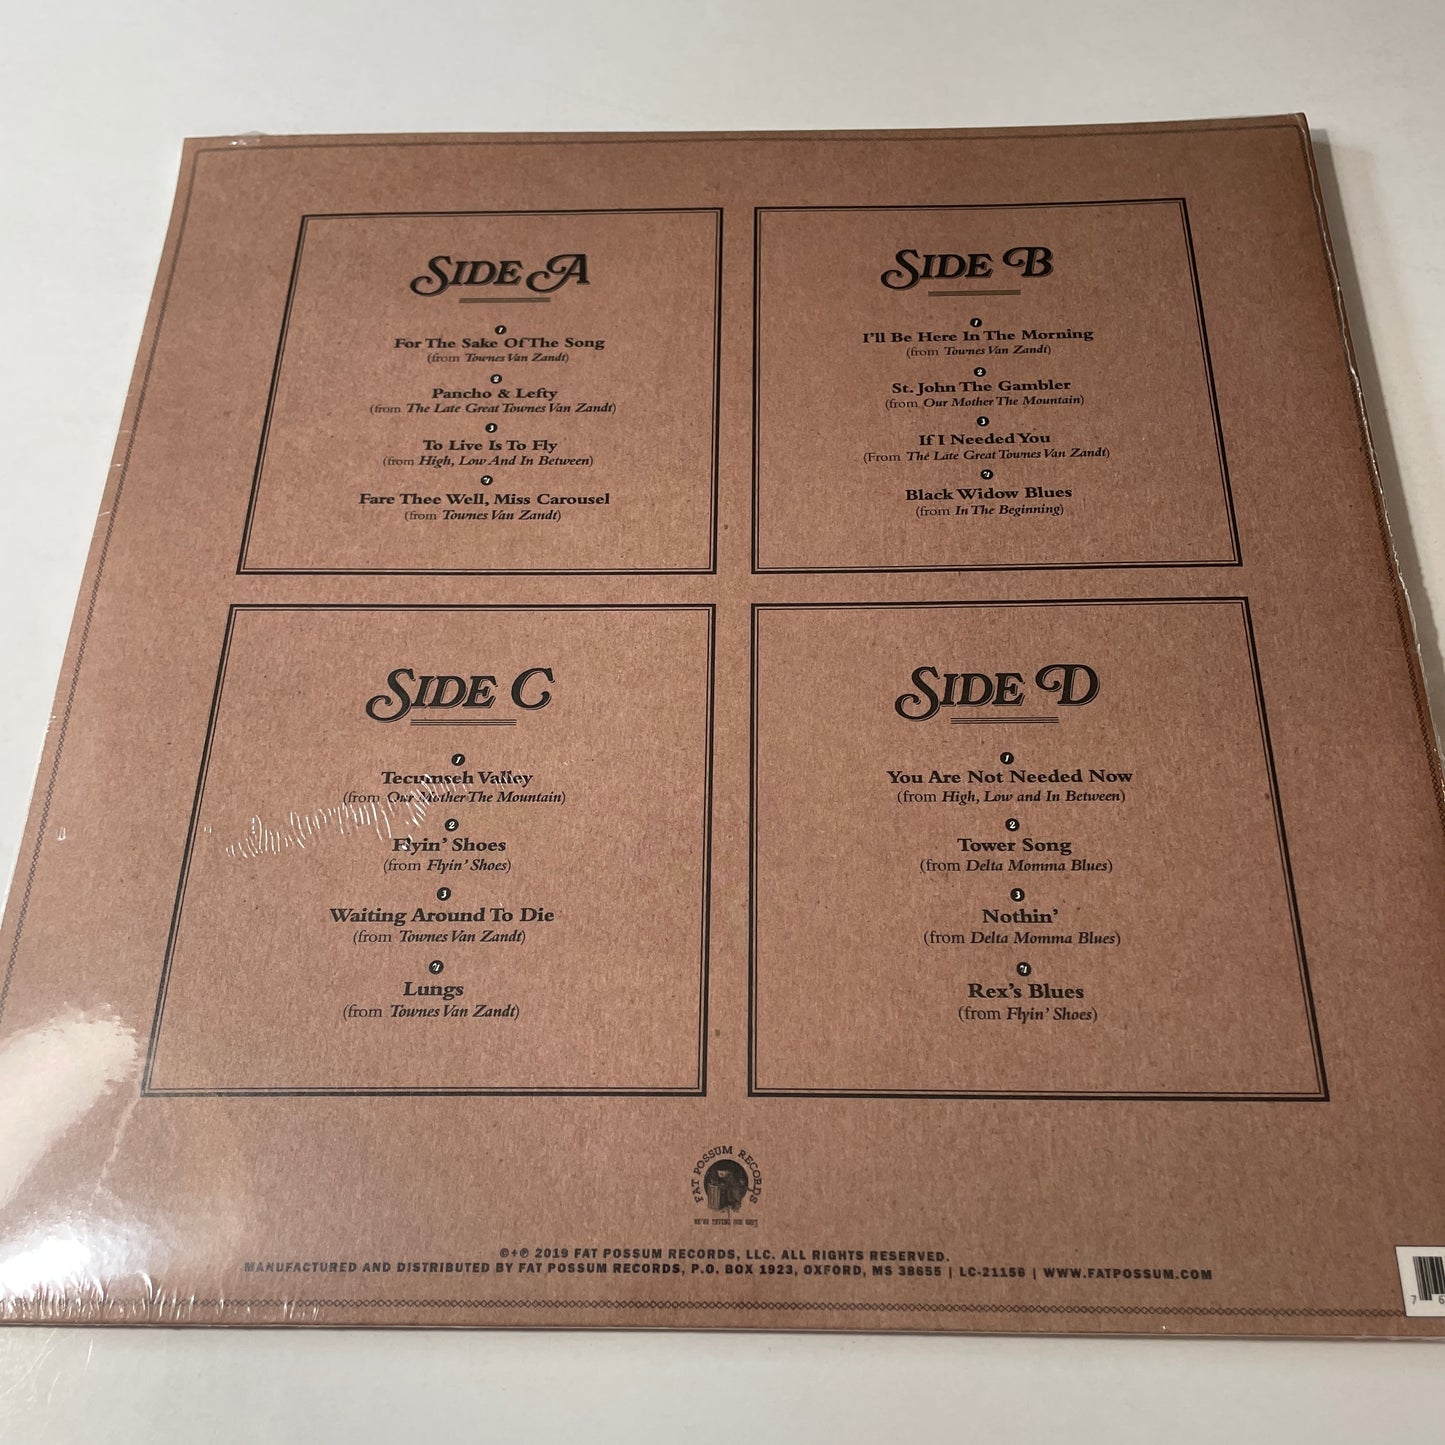 SIDE A
1
For The Sake Of The Song
(from Townes Van Zandt)
2
Pancho & Lefty
(from The Late Great Townes Van Zandt)
3
To Live Is To Fly
(from High, Low And In Between)
4
Fare Thee Well, Miss Carousel
(from Townes Van Zandt)
SIDE B
1
I'll Be Here In The Morning
(from Townes Van Zandt)
2
St. John The Gambler
(from Our Mother The Mountain)
3
If I Needed You
(From The Late Great Townes Van Zandt)
4
Black Widow Blues
(from In The Beginning)
SIDE C
1
Tecumseh Valley
(from Our Mother The Mountain)
2
Flyin' Shoes
(from Flyin' Shoes)
3
Waiting Around To Die
(from Townes Van Zandt)
4
Lungs
(from Townes Van Zandt)
SIDE D
1
You Are Not Needed Now
(from High, Low and In Between)
2
Tower Song
(from Delta Momma Blues)
3
Nothin'
(from Delta Momma Blues)
4
Rex's Blues
(from Flyin' Shoes)
FAT POSSUM RECORDS
WE'RE TRYING OUR BEST
©+℗ 2019 FAT POSSUM RECORDS, LLC. ALL RIGHTS RESERVED.
MANUFACTURED AND DISTRIBUTED BY FAT POSSUM RECORDS, P.O. BOX 1923, OXFORD, MS 38655 | LC-21156 | WWW.FATPOSSUM.COM
7 6